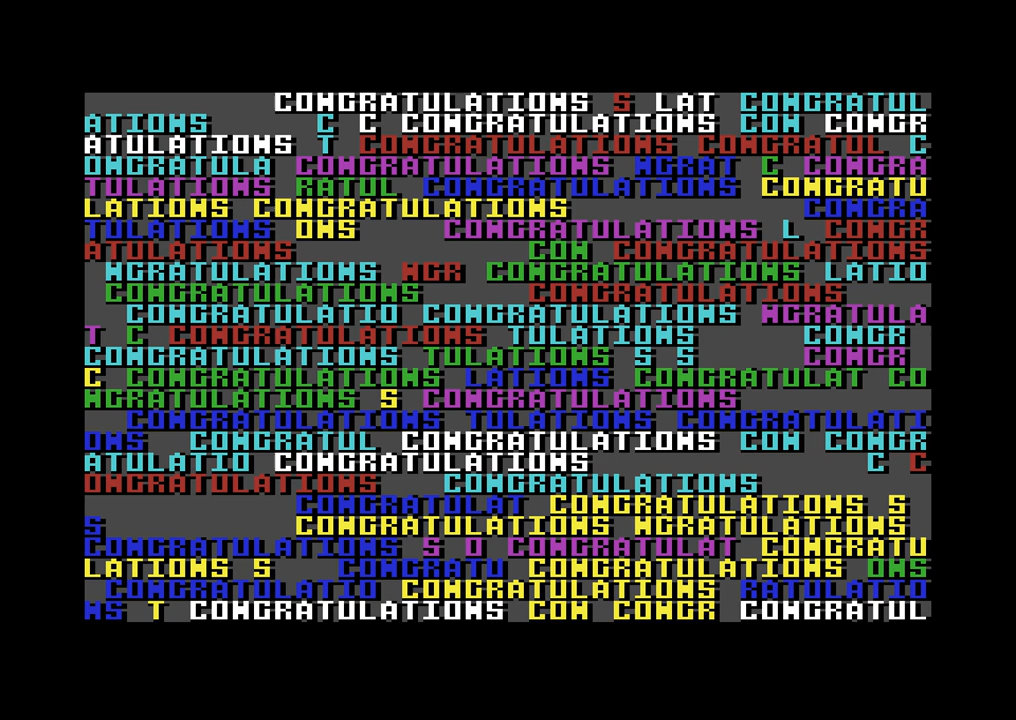 CONGRATULATIONS S LAT CONGRATUL
ATIONS C C CONGRATULATIONS CON CONGR
ATULATIONS T CONGRATULATIONS CONGRATUL C
ONGRATULA CONGRATULATIONS NGRAT C CONGRA
TULATIONS RATUL CONGRATULATIONS CONGRATU
LATIONS CONGRATULATIONS CONGRA
TULATIONS ONS CONGRATULATIONS L CONGR
ATULATIONS CON CONGRATULATIONS
NGRATULATIONS NGR CONGRATULATIONS LATIO
CONGRATULATIONS CONGRATULATIONS
CONGRATULATIO CONGRATULATIONS NGRATULA
T C CONGRATULATIONS TULATIONS CONGR
CONGRATULATIONS TULATIONS S S CONGR
C CONGRATULATIONS LATIONS CONGRATULAT CO
NGRATULATIONS S CONGRATULATIONS
CONGRATULATIONS TULATIONS CONGRATULATI
ONS CONGRATUL CONGRATULATIONS CON CONGR
ATULATIO CONGRATULATIONS C C
ONGRATULATIONS CONGRATULATIONS
CONGRATULAT CONGRATULATIONS S
S CONGRATULATIONS NGRATULATIONS
CONGRATULATIONS S O CONGRATULAT CONGRATU
LATIONS S CONGRATU CONGRATULATIONS ONS
CONGRATULATIO CONGRATULATIONS RATULATIO
NS T CONGRATULATIONS CON CONGR CONGRATUL